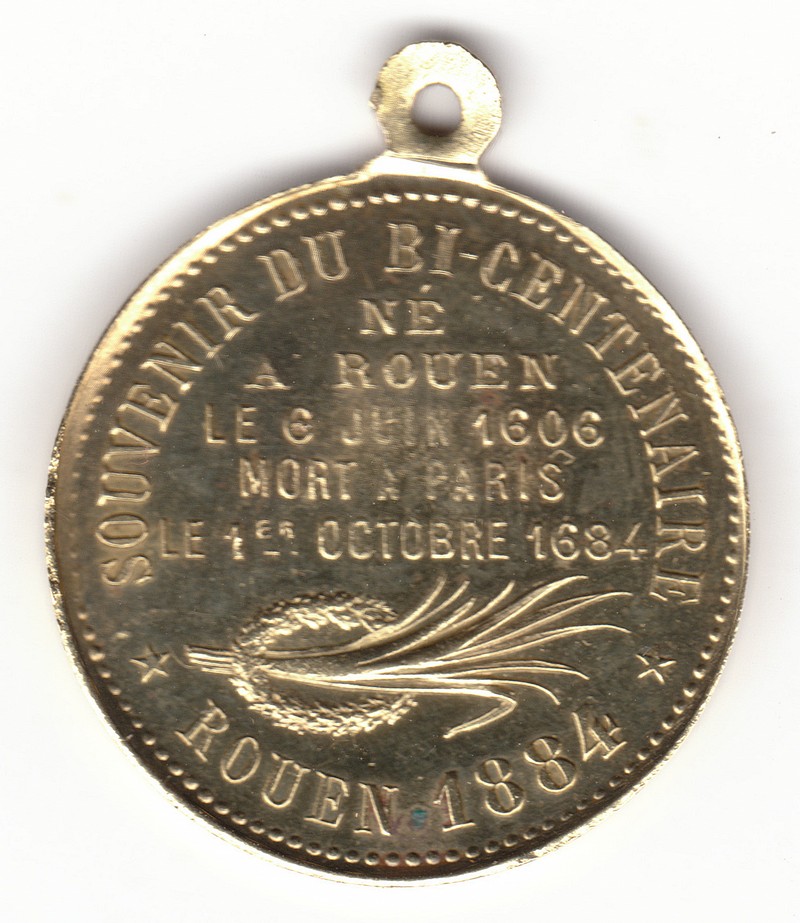 SOUVENIR DU BI-CENTENAIRE
NÉ
A ROUEN
LE 6 JUIN 1606
MORT A PARIS
LE 1ER OCTOBRE 1684
ROUEN 1884